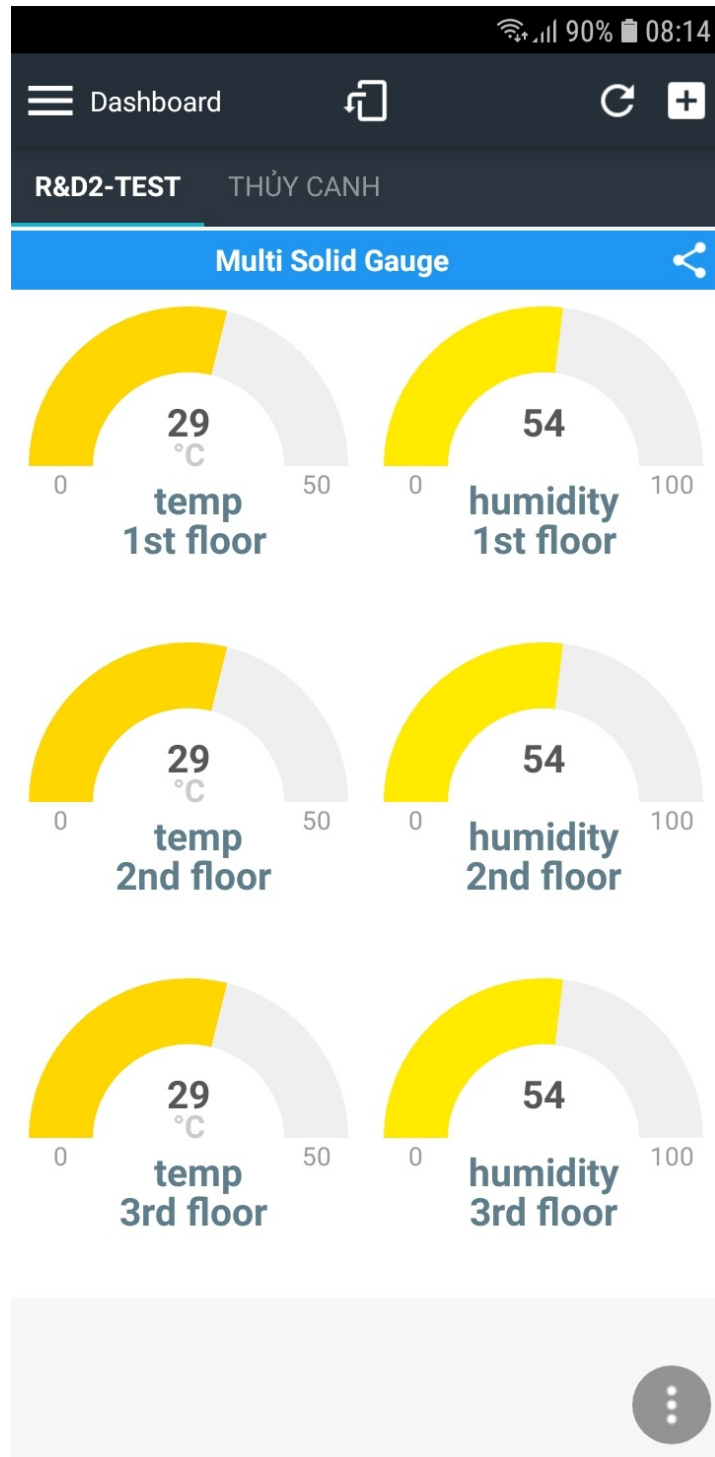 90% 08:14
Dashboard
R&D2-TEST THỦY CANH
Multi Solid Gauge
29 54
°C
0 50 0 100
temp humidity
1st floor 1st floor
29 54
°C
0 50 0 100
temp humidity
2nd floor 2nd floor
29 54
°C
0 50 0 100
temp humidity
3rd floor 3rd floor